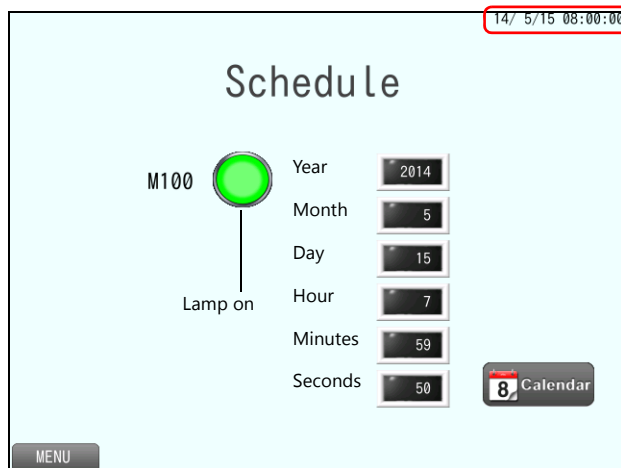 14/ 5/15 08:00:00
Schedule
M100
Lamp on
Year 2014
Month 5
Day 15
Hour 7
Minutes 59
Seconds 50
8 Calendar
MENU